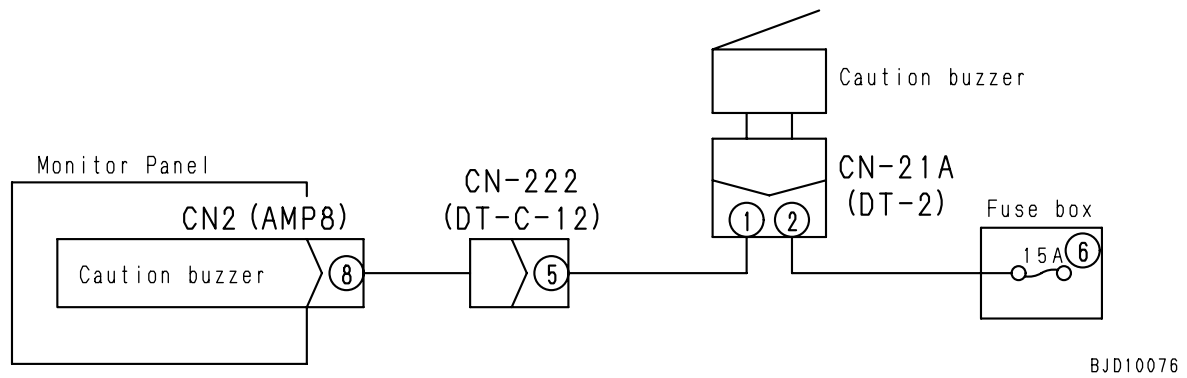 Caution buzzer
Monitor Panel
CN-222
(DT-C-12)
CN-21A
(DT-2)
CN2 (AMP8)
1
2
Fuse box
Caution buzzer
8
5
15A
6
BJD10076